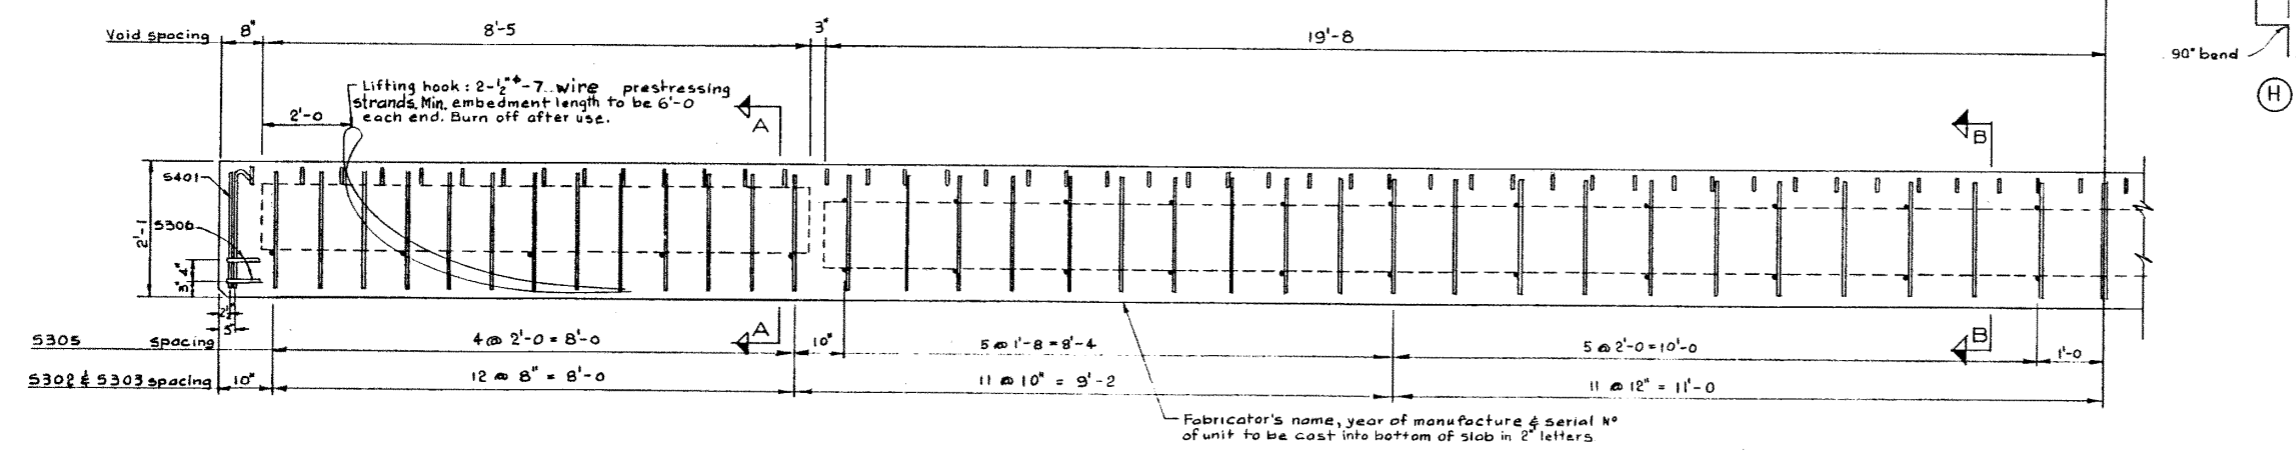 Void spacing 8" 8'-5 3" 19'-8
90° bend
H
Lifting hook : 2-½"ᶲ-7 wire prestressing
strands. Min. embedment length to be 6'-0
each end. Burn off after use.
2'-0
A
B
S401
S306
2'-1
4"
3"
2½"
5"
A
B
S305 spacing 4 @ 2'-0 = 8'-0 10" 5 @ 1'-8 = 8'-4 5 @ 2'-0 = 10'-0 1'-0
S302 & S303 spacing 10" 12 @ 8" = 8'-0 11 @ 10" = 9'-2 11 @ 12" = 11'-0
Fabricator's name, year of manufacture & serial Nº
of unit to be cast into bottom of slab in 2" letters